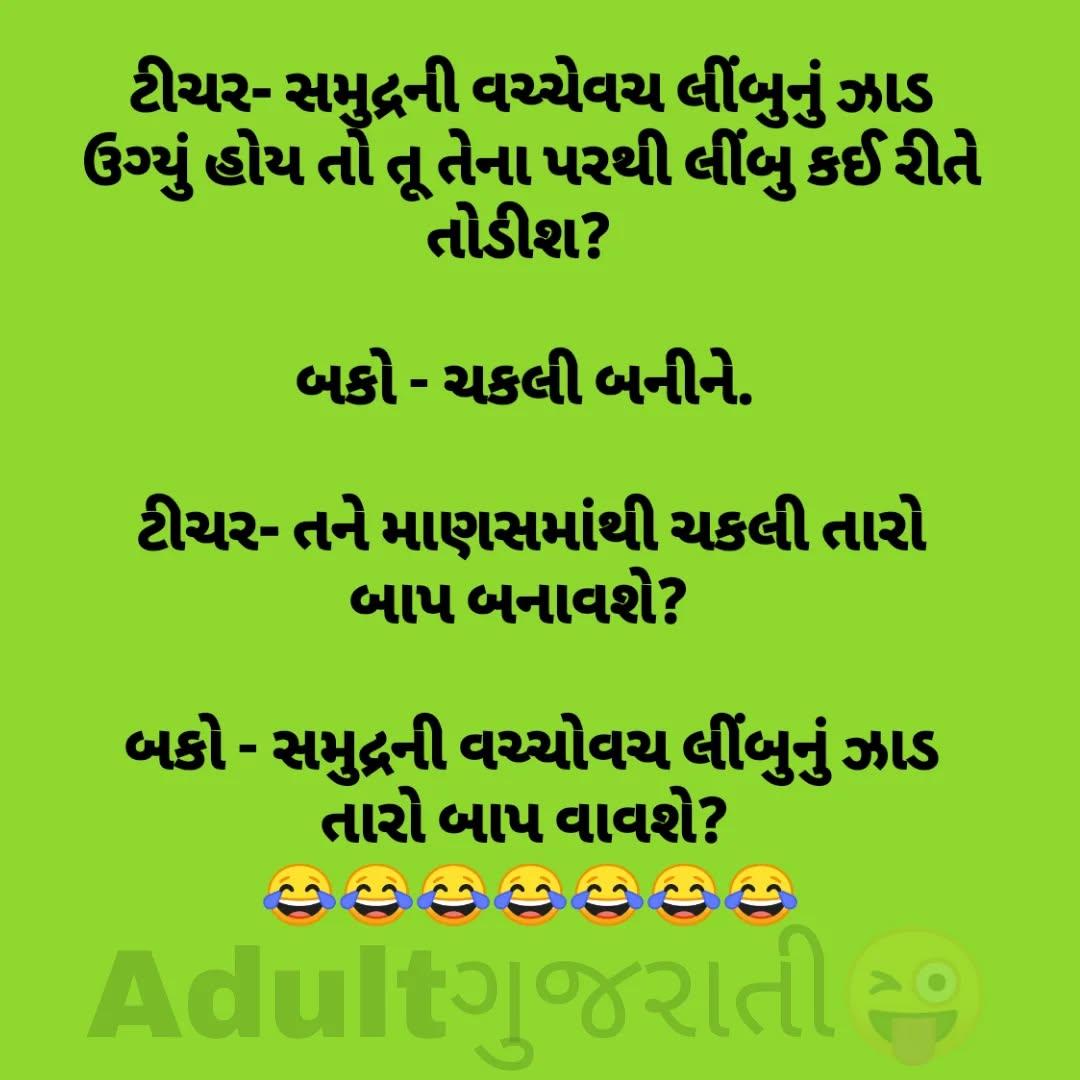 ટીચર- સમુદ્રની વચ્ચેવચ લીંબુનું ઝાડ
ઉગ્યું હોય તો તૂ તેના પરથી લીંબુ કઈ રીતે
તોડીશ?
બકો - ચકલી બનીને.
ટીચર- તને માણસમાંથી ચકલી તારો
બાપ બનાવશે?
બકો - સમુદ્રની વચ્ચોવચ લીંબુનું ઝાડ
તારો બાપ વાવશે?
😂😂😂😂😂😂😂
Adultગુજરાતી😜